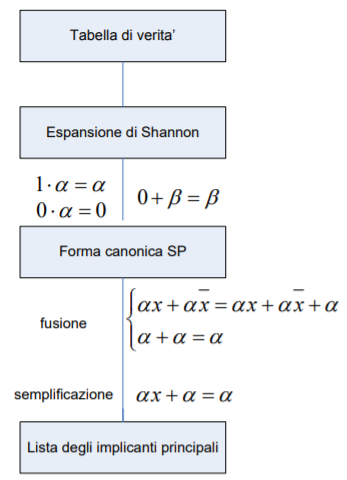 Tabella di verita'
Espansione di Shannon
1·α = α
0·α = 0
0 + β = β
Forma canonica SP
fusione
αx + αx̅ = αx + αx̅ + α
α + α = α
semplificazione αx + α = α
Lista degli implicanti principali